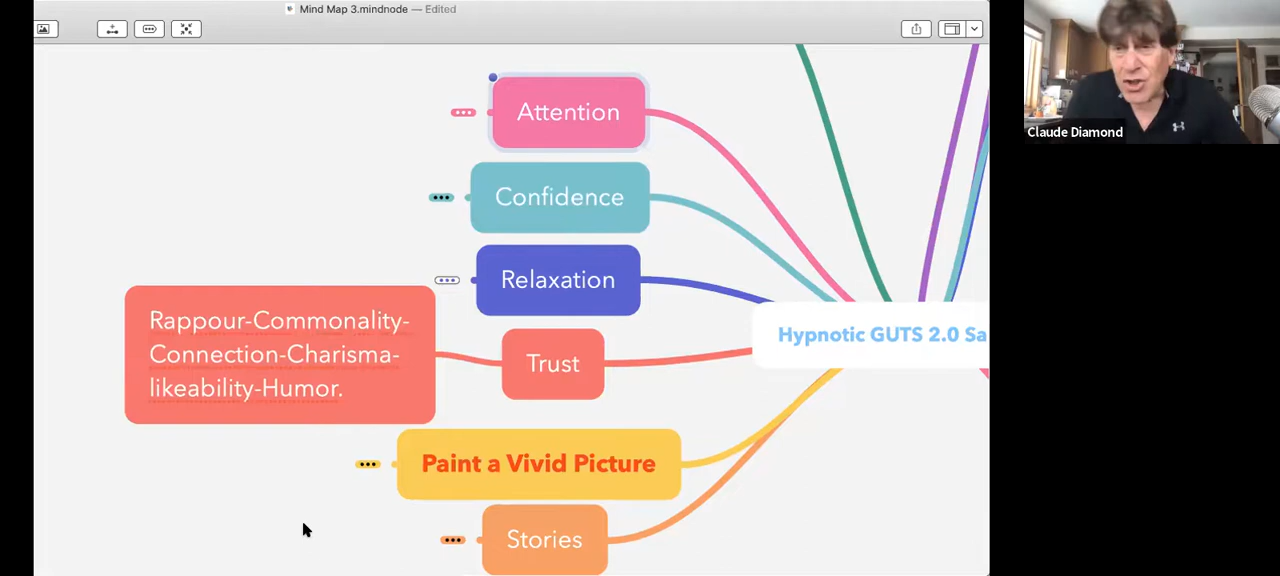 Mind Map 3.mindnode — Edited
Attention
Confidence
Relaxation
Rappour-Commonality-
Connection-Charisma-
likeability-Humor.
Trust
Hypnotic GUTS 2.0 Sa
Paint a Vivid Picture
Stories
Claude Diamond